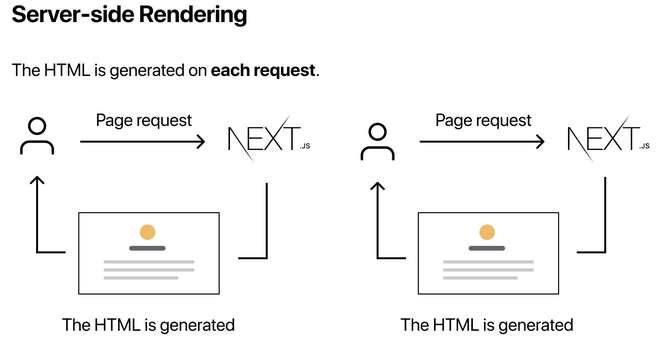 Server-side Rendering
The HTML is generated on each request.
Page request
NEXT.JS
Page request
NEXT.JS
The HTML is generated
The HTML is generated